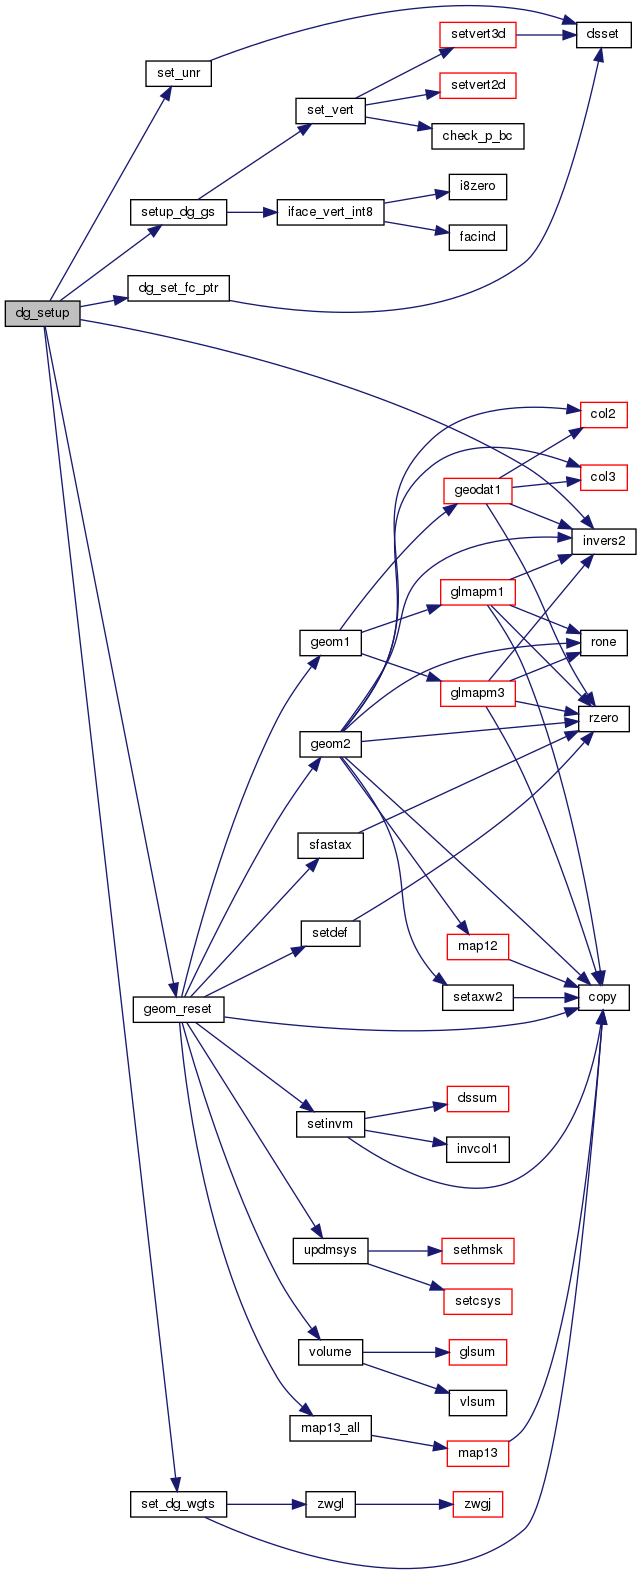 dg_setup
set_unr
setup_dg_gs
dg_set_fc_ptr
set_vert
iface_vert_int8
setvert3d
setvert2d
check_p_bc
i8zero
facind
dsset
geom_reset
set_dg_wgts
geom1
geom2
sfastax
setdef
setinvm
updmsys
volume
map13_all
zwgl
geodat1
glmapm1
glmapm3
map12
setaxw2
dssum
invcol1
sethmsk
setcsys
glsum
vlsum
map13
zwgj
col2
col3
invers2
rone
rzero
copy